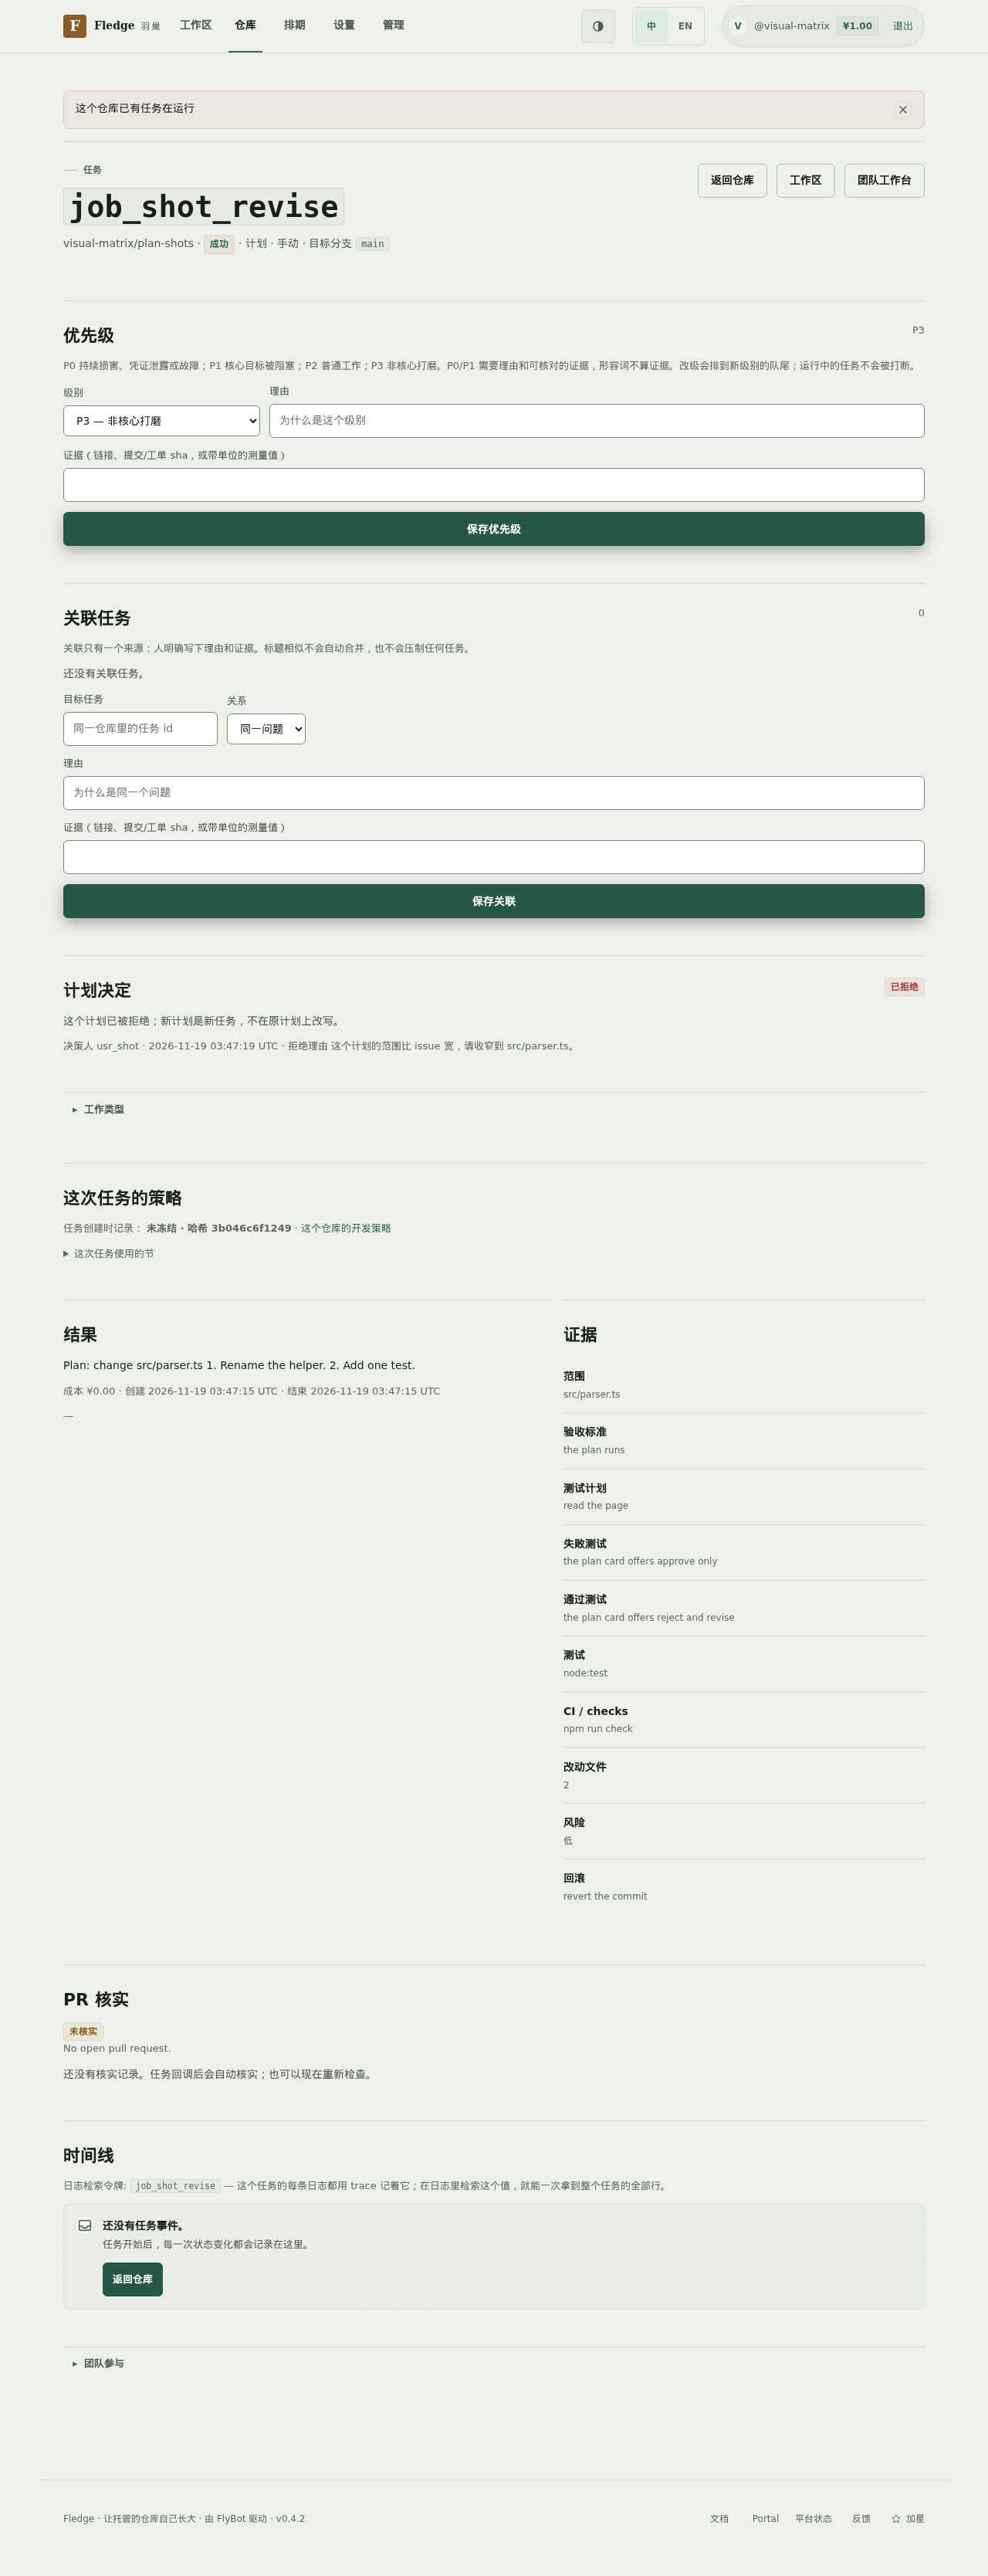 F Fledge 羽巢 工作区 仓库 排期 设置 管理 中 EN V @visual-matrix ¥1.00 退出
这个仓库已有任务在运行
任务
返回仓库 工作区 团队工作台
job_shot_revise
visual-matrix/plan-shots · 成功 · 计划 · 手动 · 目标分支 main
优先级 P3
P0 持续损害、凭证泄露或故障；P1 核心目标被阻塞；P2 普通工作；P3 非核心打磨。P0/P1 需要理由和可核对的证据，形容词不算证据。改级会排到新级别的队尾；运行中的任务不会被打断。
级别 理由
P3 — 非核心打磨 为什么是这个级别
证据（链接、提交/工单 sha，或带单位的测量值）
保存优先级
关联任务 0
关联只有一个来源：人明确写下理由和证据。标题相似不会自动合并，也不会压制任何任务。
还没有关联任务。
目标任务 关系
同一仓库里的任务 id 同一问题
理由
为什么是同一个问题
证据（链接、提交/工单 sha，或带单位的测量值）
保存关联
计划决定 已拒绝
这个计划已被拒绝；新计划是新任务，不在原计划上改写。
决策人 usr_shot · 2026-11-19 03:47:19 UTC · 拒绝理由 这个计划的范围比 issue 宽，请收窄到 src/parser.ts。
▸ 工作类型
这次任务的策略
任务创建时记录： 未冻结 · 哈希 3b046c6f1249 · 这个仓库的开发策略
▶ 这次任务使用的节
结果
Plan: change src/parser.ts 1. Rename the helper. 2. Add one test.
成本 ¥0.00 · 创建 2026-11-19 03:47:15 UTC · 结束 2026-11-19 03:47:15 UTC
—
证据
范围
src/parser.ts
验收标准
the plan runs
测试计划
read the page
失败测试
the plan card offers approve only
通过测试
the plan card offers reject and revise
测试
node:test
CI / checks
npm run check
改动文件
2
风险
低
回滚
revert the commit
PR 核实
未核实
No open pull request.
还没有核实记录。任务回调后会自动核实；也可以现在重新检查。
时间线
日志检索令牌: job_shot_revise — 这个任务的每条日志都用 trace 记着它；在日志里检索这个值，就能一次拿到整个任务的全部行。
还没有任务事件。
任务开始后，每一次状态变化都会记录在这里。
返回仓库
▸ 团队参与
Fledge · 让托管的仓库自己长大 · 由 FlyBot 驱动 · v0.4.2 文档 Portal 平台状态 反馈 ☆ 加星